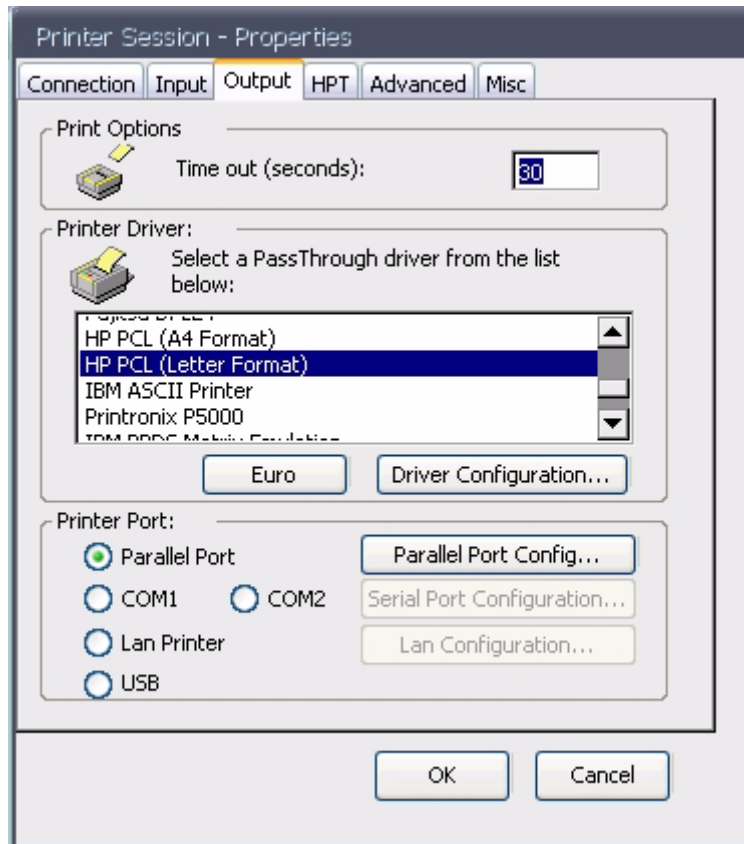 Printer Session - Properties
Connection Input Output HPT Advanced Misc
Print Options
Time out (seconds): 30
Printer Driver:
Select a PassThrough driver from the list
below:
HP PCL (A4 Format)
HP PCL (Letter Format)
IBM ASCII Printer
Printronix P5000
Euro Driver Configuration...
Printer Port:
Parallel Port Parallel Port Config...
COM1 COM2 Serial Port Configuration...
Lan Printer Lan Configuration...
USB
OK Cancel